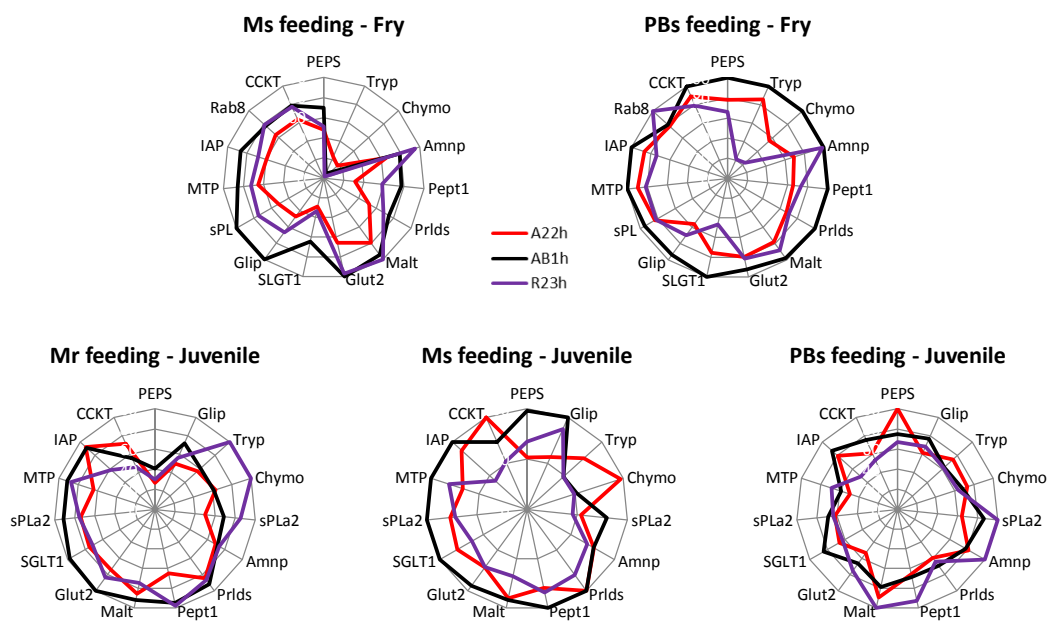 Ms feeding - Fry
PEPS
Tryp
Chymo
Amnp
Pept1
Prlds
Malt
Glut2
SLGT1
Glip
sPL
MTP
IAP
Rab8
CCKT
A22h
AB1h
R23h
PBs feeding - Fry
PEPS
Tryp
Chymo
Amnp
Pept1
Prlds
Malt
Glut2
SLGT1
Glip
sPL
MTP
IAP
Rab8
CCKT
Mr feeding - Juvenile
PEPS
Glip
Tryp
Chymo
sPLa2
Amnp
Prlds
Pept1
Malt
Glut2
SGLT1
sPLa2
MTP
IAP
CCKT
Ms feeding - Juvenile
PEPS
Glip
Tryp
Chymo
sPLa2
Amnp
Prlds
Pept1
Malt
Glut2
SGLT1
sPLa2
MTP
IAP
CCKT
PBs feeding - Juvenile
PEPS
Glip
Tryp
Chymo
sPLa2
Amnp
Prlds
Pept1
Malt
Glut2
SGLT1
sPLa2
MTP
IAP
CCKT